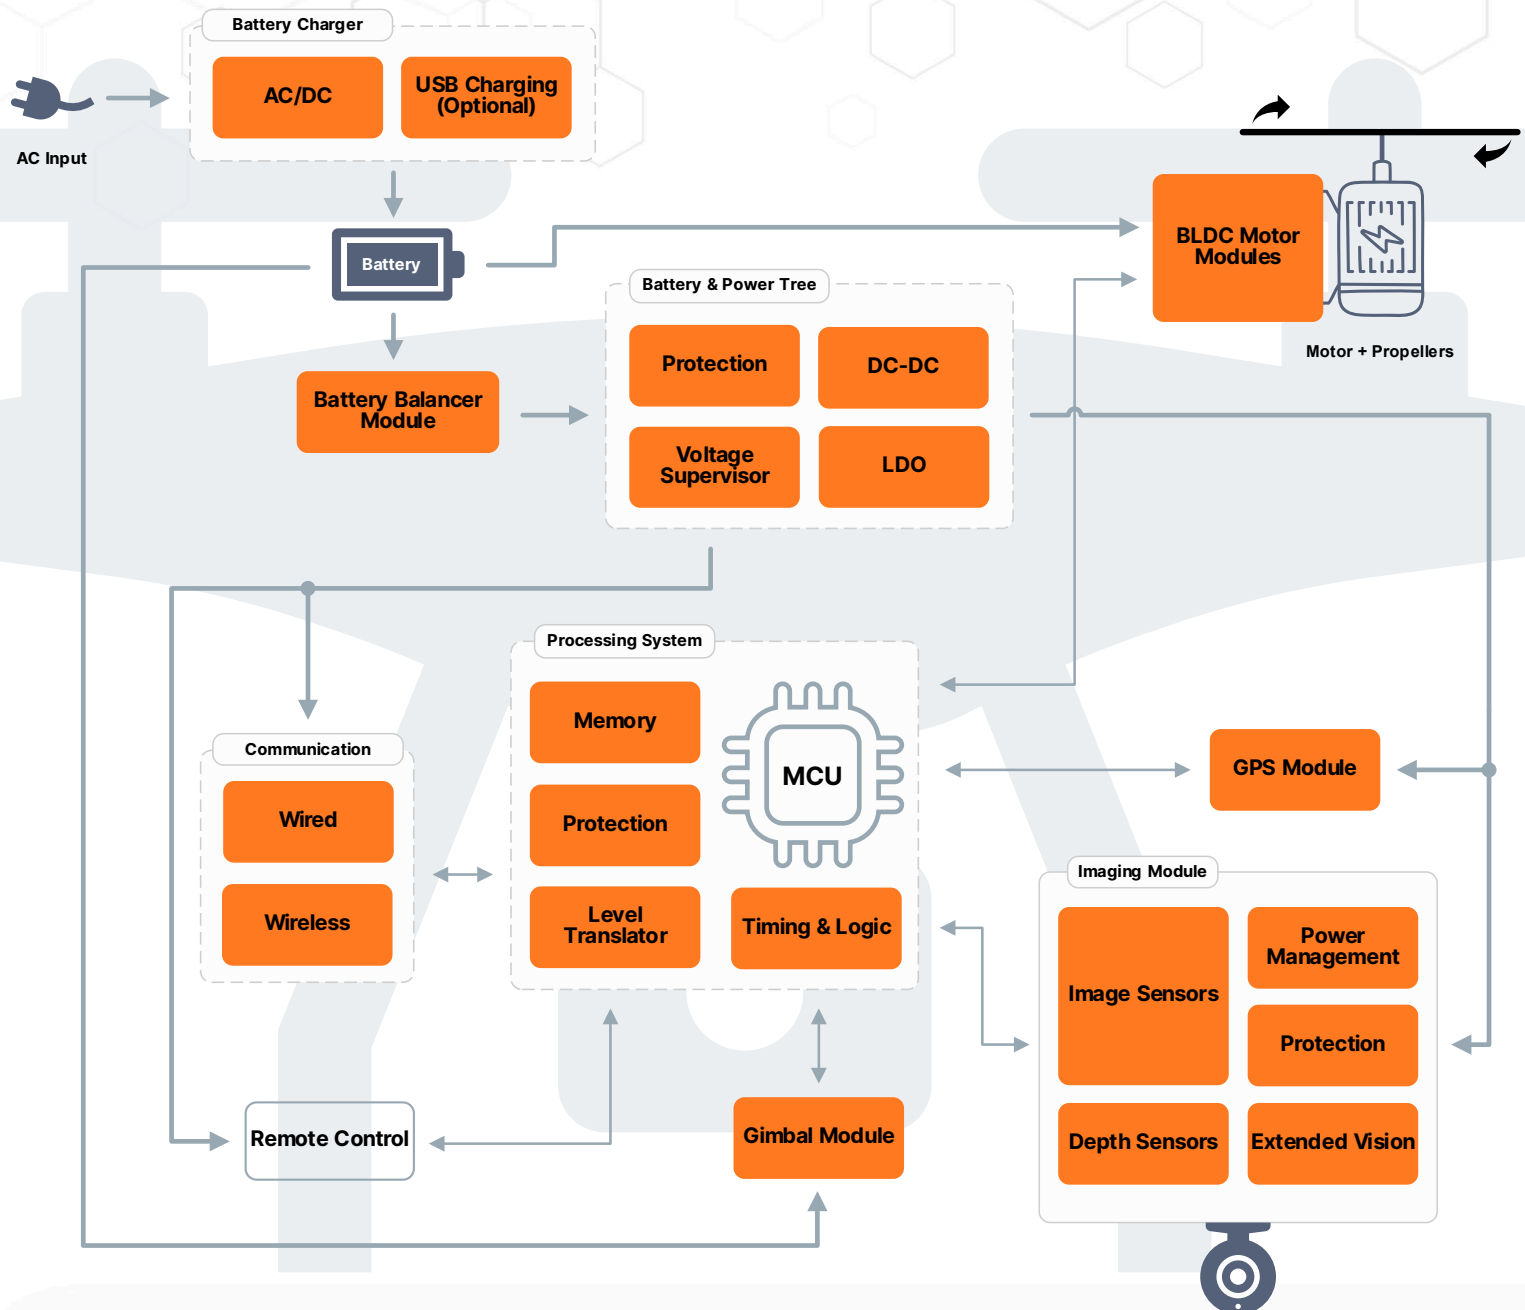 Battery Charger
AC/DC
USB Charging
(Optional)
AC Input
Battery
BLDC Motor
Modules
Motor + Propellers
Battery & Power Tree
Protection
DC-DC
Voltage
Supervisor
LDO
Battery Balancer
Module
Processing System
Memory
MCU
Protection
Level
Translator
Timing & Logic
Communication
Wired
Wireless
GPS Module
Imaging Module
Image Sensors
Power
Management
Protection
Depth Sensors
Extended Vision
Remote Control
Gimbal Module